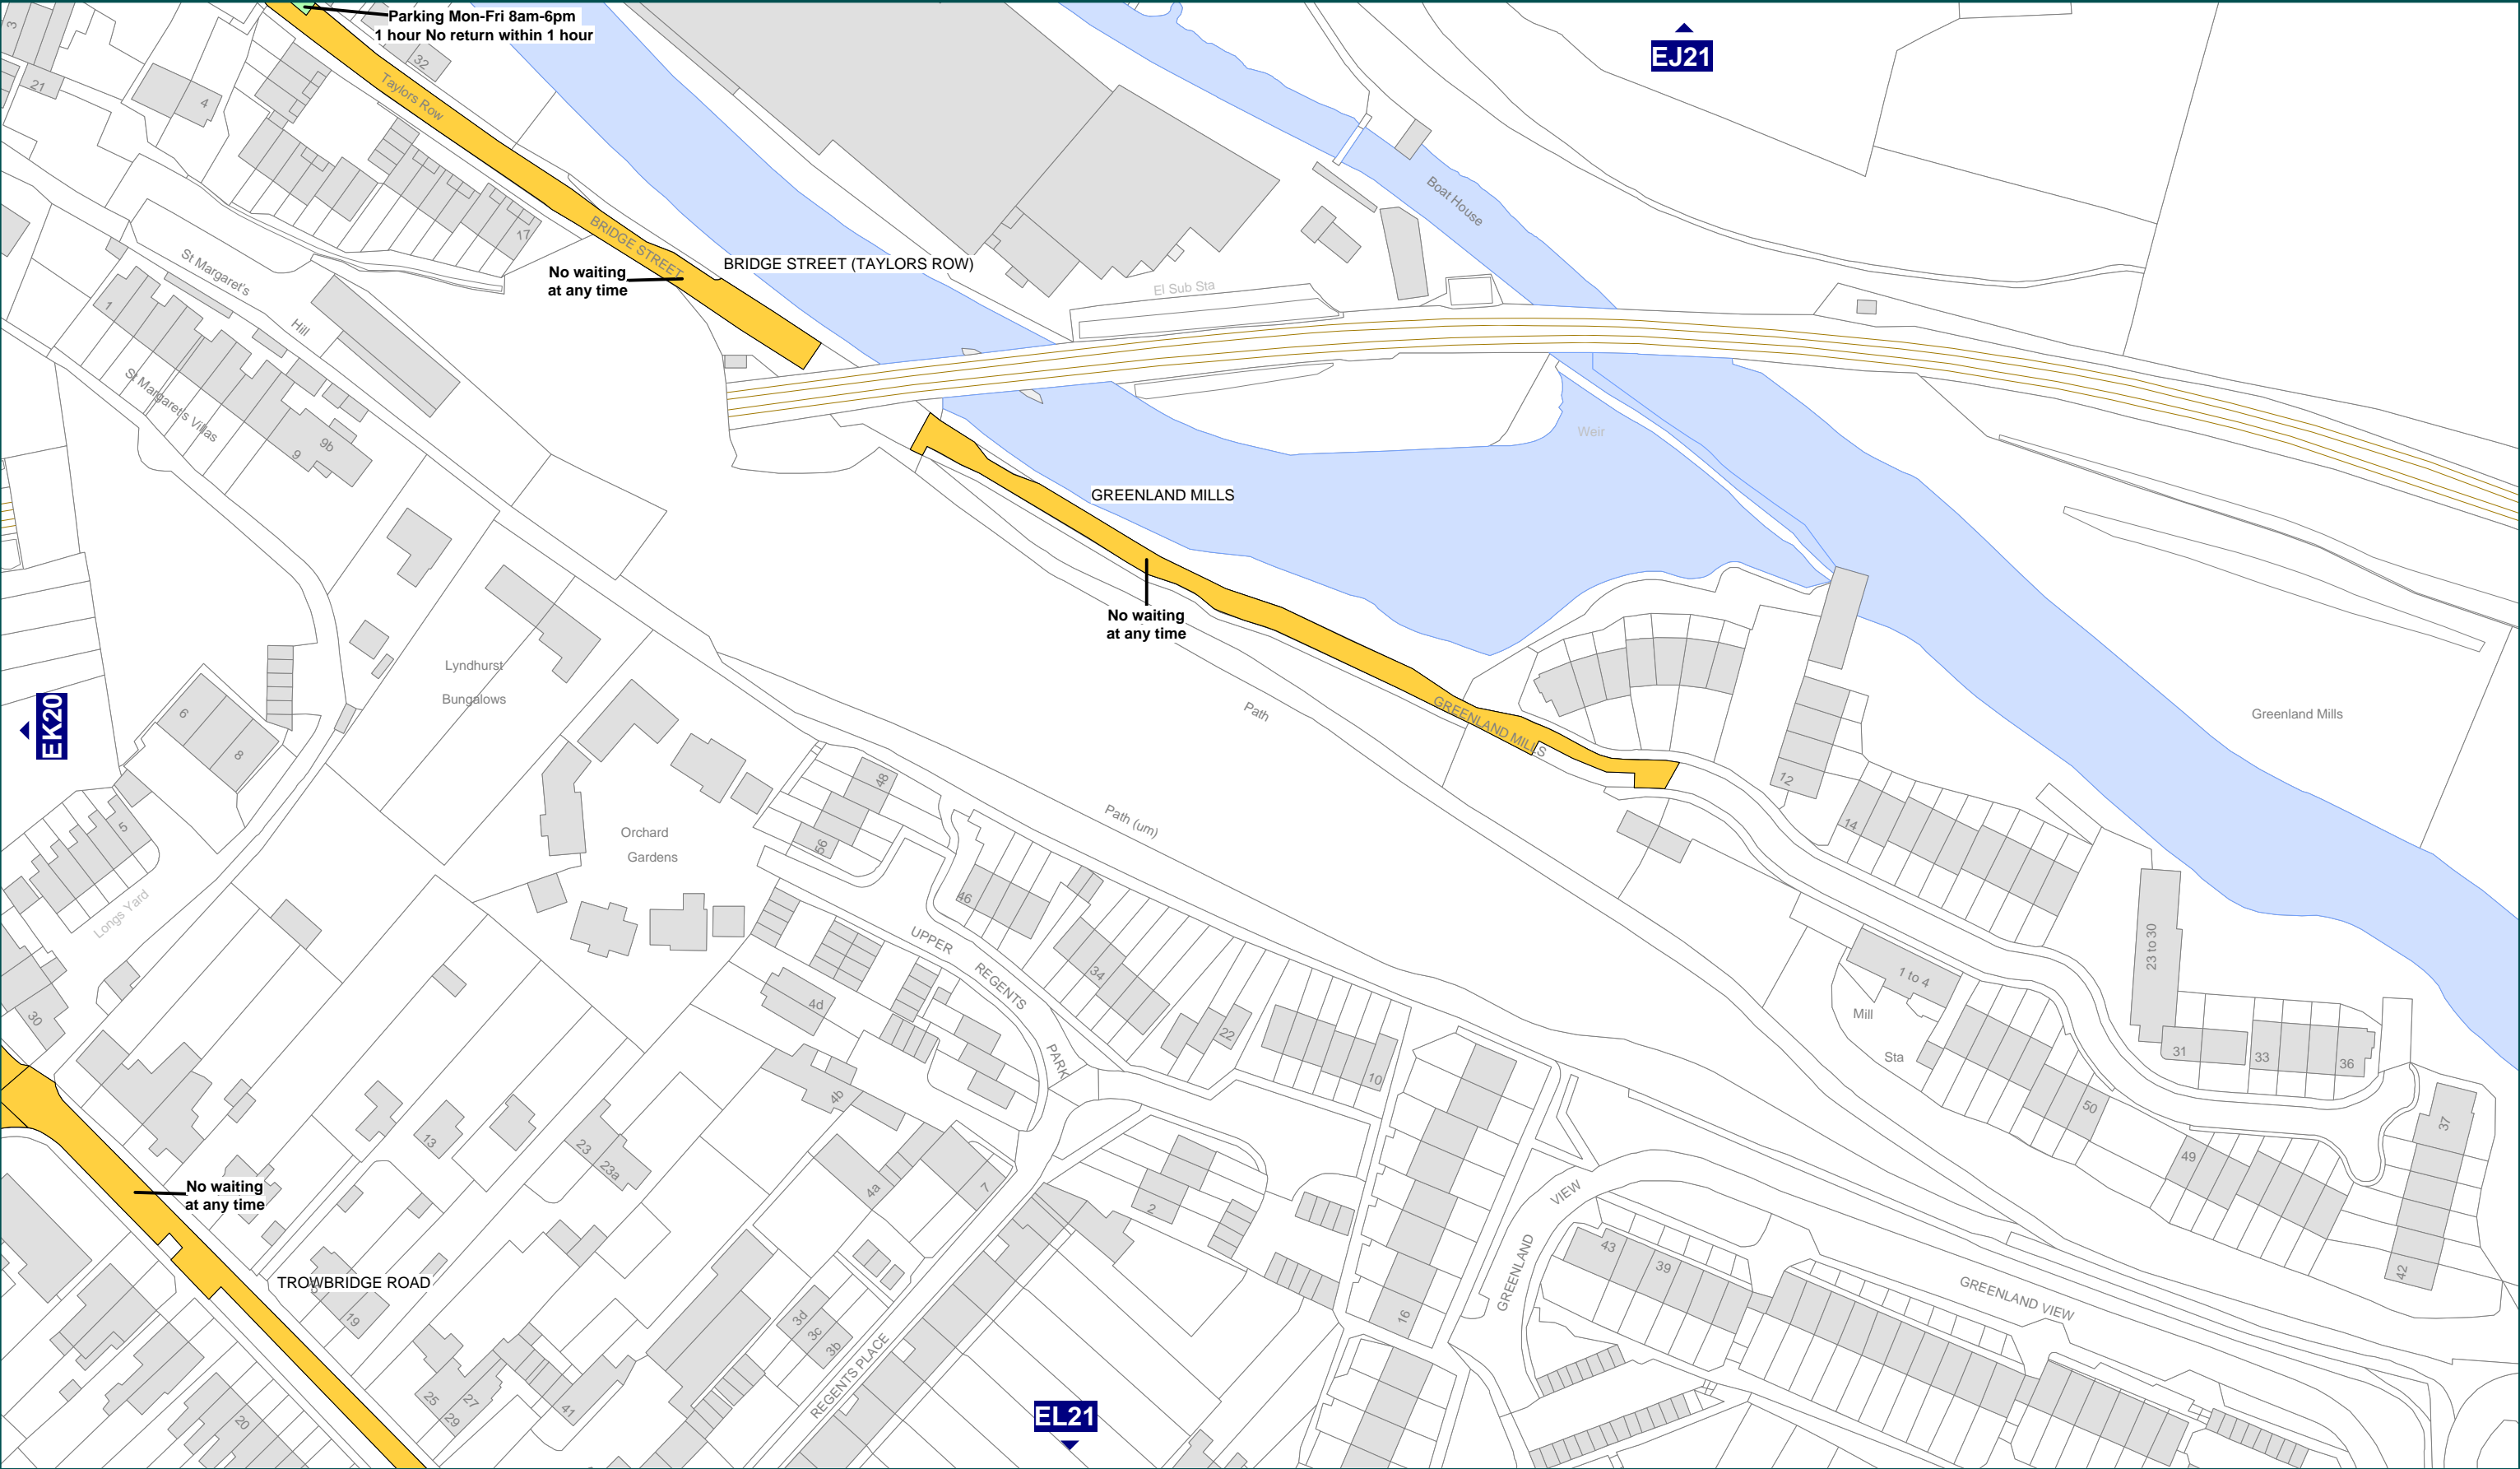 Parking Mon-Fri 8am-6pm
1 hour No return within 1 hour
EJ21
3
32
21
4
Taylors Row
17
BRIDGE STREET
BRIDGE STREET (TAYLORS ROW)
No waiting
at any time
Boat House
El Sub Sta
St Margaret's
Hill
1
St Margaret's Villas
9b
9
Weir
GREENLAND MILLS
No waiting
at any time
Lyndhurst
Bungalows
EK20
6
8
Path
GREENLAND MILLS
Greenland Mills
12
14
48
56
Path (um)
5
Orchard
Gardens
Longs Yard
46
UPPER
REGENTS
PARK
34
22
10
23 to 30
1 to 4
Mill
Sta
30
4d
4b
31
33
36
50
37
13
23
23a
4a
7
2
49
42
No waiting
at any time
VIEW
GREENLAND
43
39
GREENLAND VIEW
TROWBRIDGE ROAD
19
3d
3c
3b
16
REGENTS PLACE
25
27
29
41
20
EL21